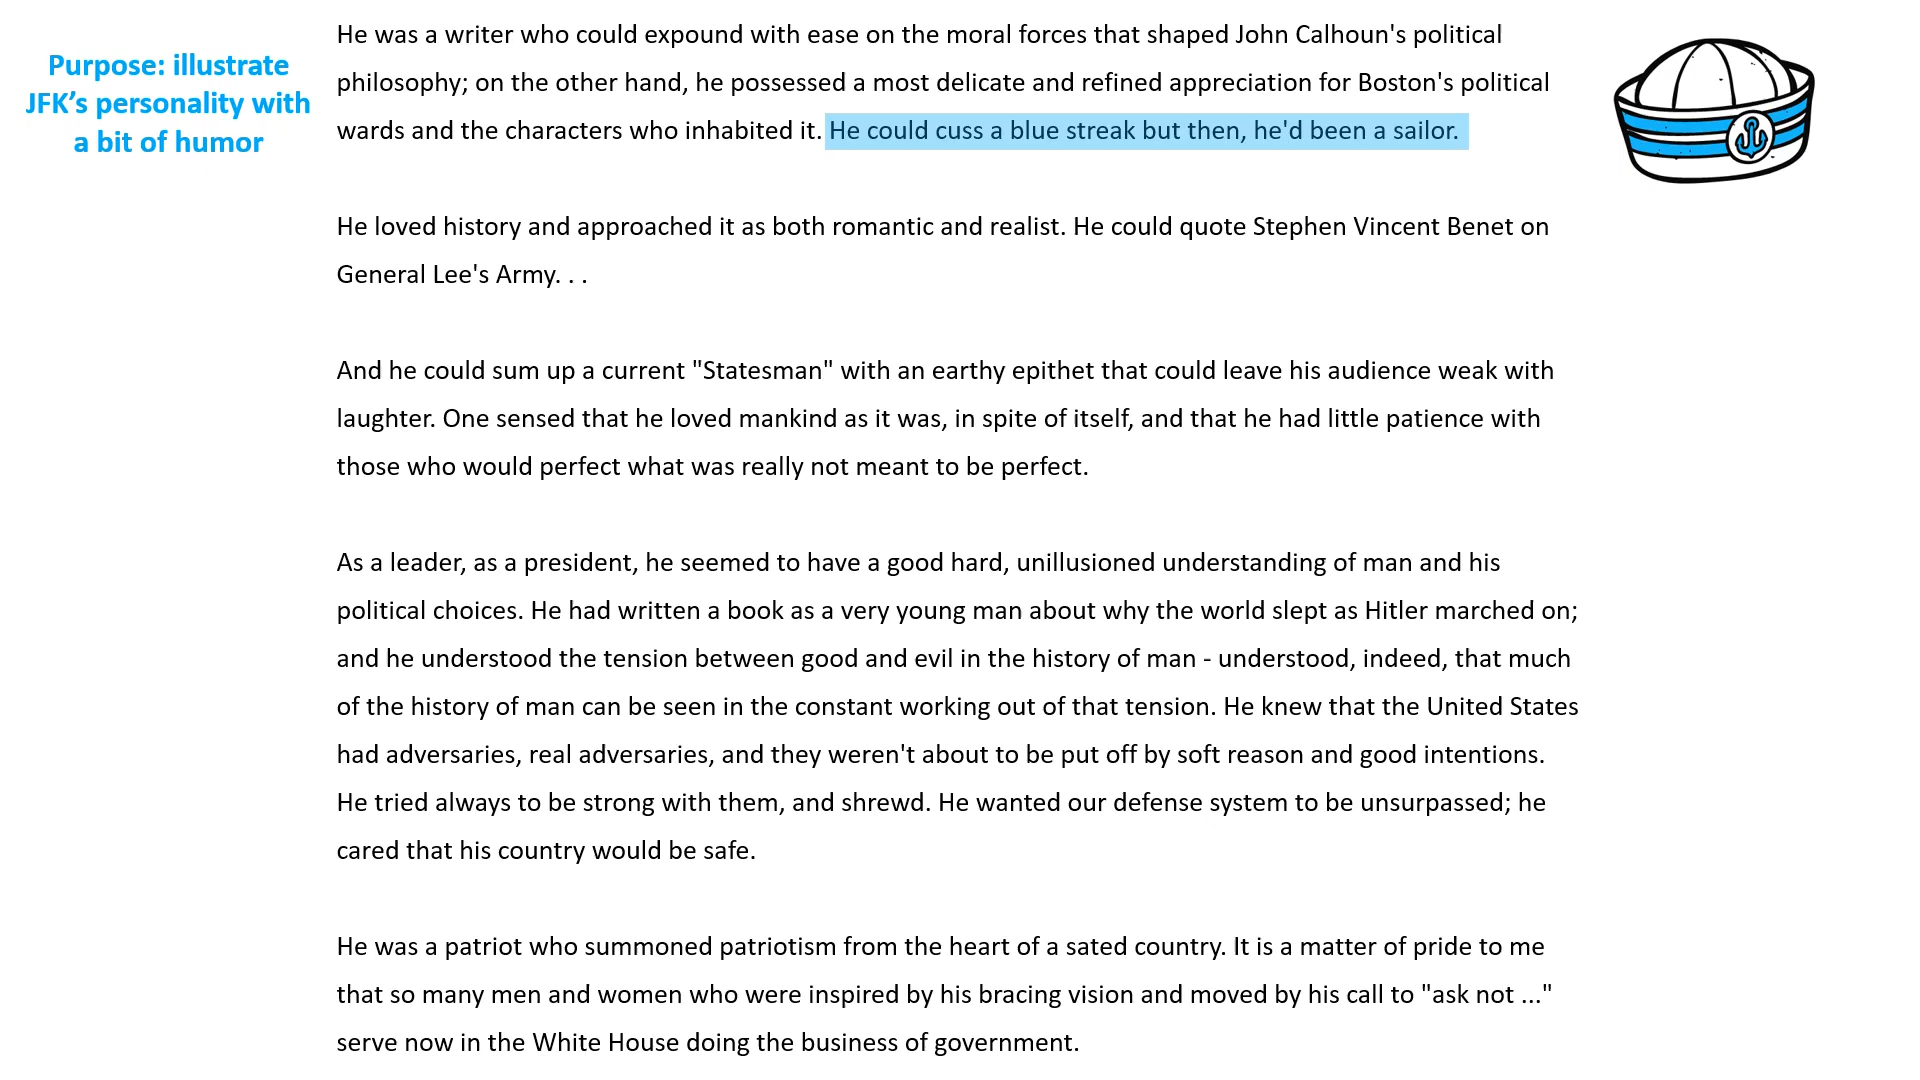 Purpose: illustrate
JFK’s personality with
a bit of humor
He was a writer who could expound with ease on the moral forces that shaped John Calhoun's political
philosophy; on the other hand, he possessed a most delicate and refined appreciation for Boston's political
wards and the characters who inhabited it. He could cuss a blue streak but then, he'd been a sailor.
He loved history and approached it as both romantic and realist. He could quote Stephen Vincent Benet on
General Lee's Army. . .
And he could sum up a current "Statesman" with an earthy epithet that could leave his audience weak with
laughter. One sensed that he loved mankind as it was, in spite of itself, and that he had little patience with
those who would perfect what was really not meant to be perfect.
As a leader, as a president, he seemed to have a good hard, unillusioned understanding of man and his
political choices. He had written a book as a very young man about why the world slept as Hitler marched on;
and he understood the tension between good and evil in the history of man - understood, indeed, that much
of the history of man can be seen in the constant working out of that tension. He knew that the United States
had adversaries, real adversaries, and they weren't about to be put off by soft reason and good intentions.
He tried always to be strong with them, and shrewd. He wanted our defense system to be unsurpassed; he
cared that his country would be safe.
He was a patriot who summoned patriotism from the heart of a sated country. It is a matter of pride to me
that so many men and women who were inspired by his bracing vision and moved by his call to "ask not ..."
serve now in the White House doing the business of government.